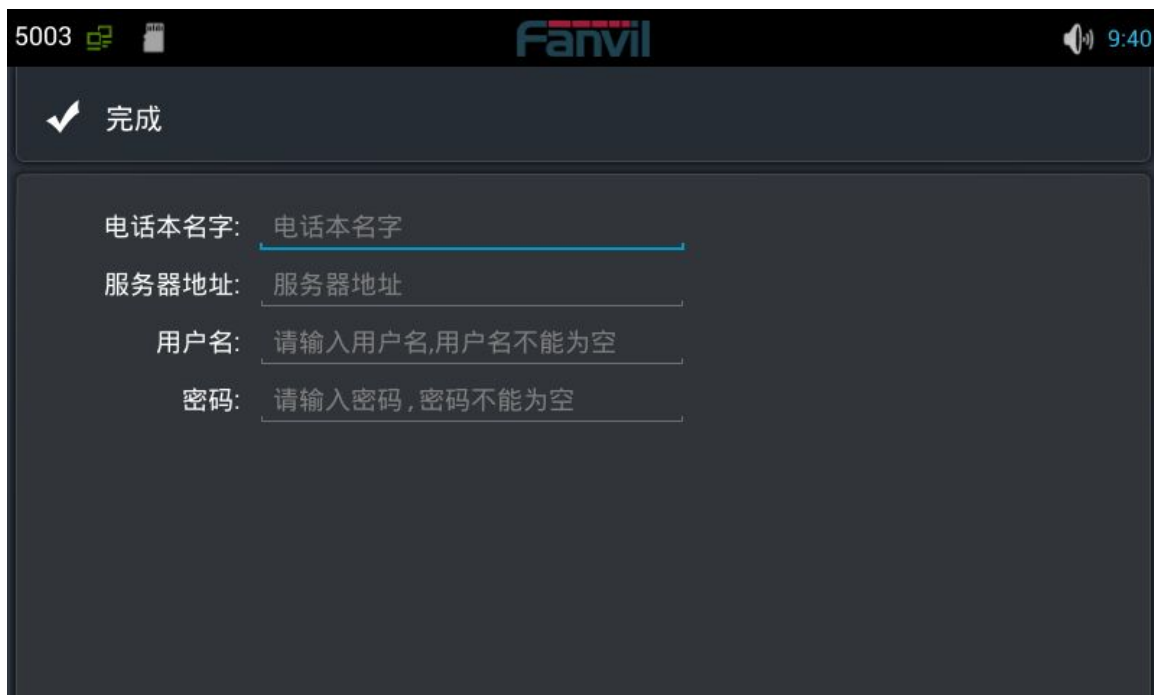 5003 Fanvil 9:40
完成
电话本名字: 电话本名字
服务器地址: 服务器地址
用户名: 请输入用户名,用户名不能为空
密码: 请输入密码,密码不能为空